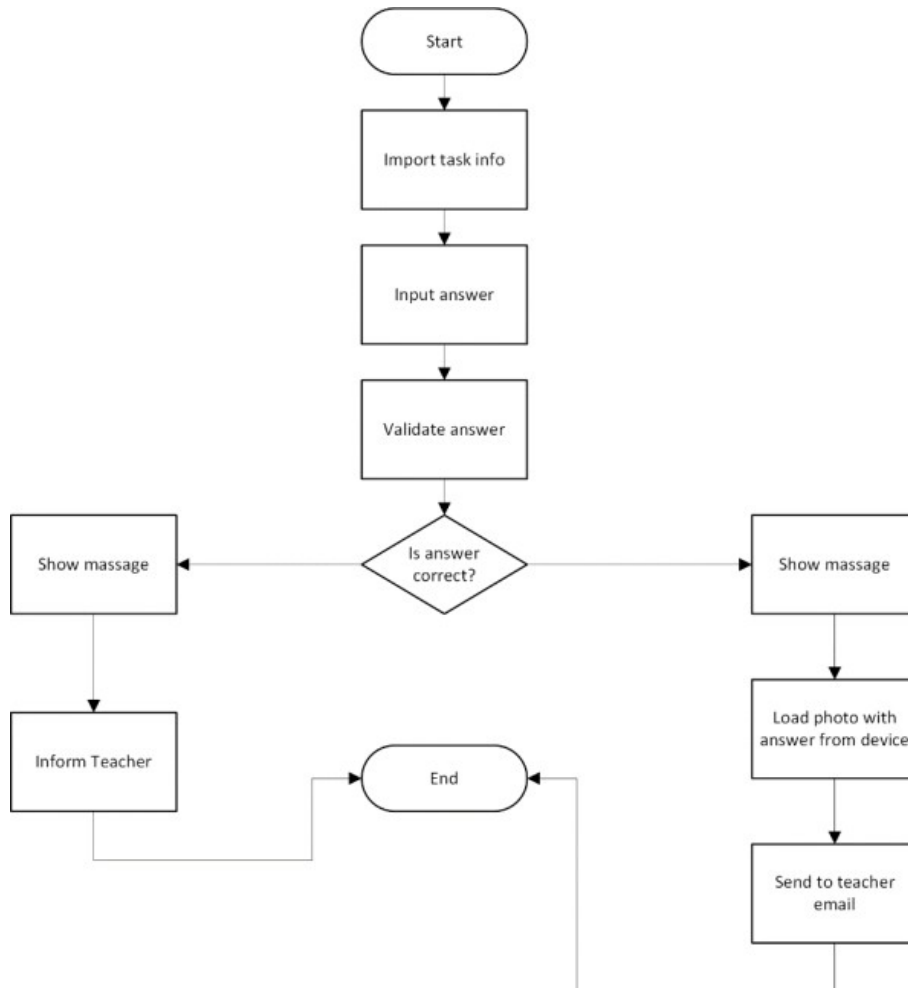 Start
Import task info
Input answer
Validate answer
Show massage
Is answer
correct?
Show massage
Load photo with
answer from device
Inform Teacher
End
Send to teacher
email